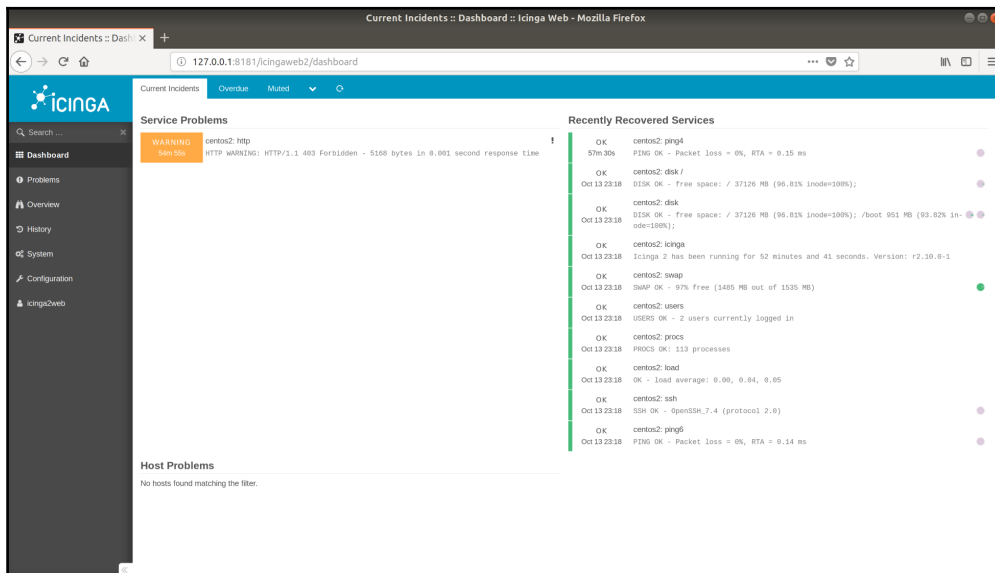 Current Incidents :: Dashboard :: Icinga Web - Mozilla Firefox
Current Incidents :: Dash
127.0.0.1:8181/icingaweb2/dashboard
icinga
Search ...
Dashboard
Problems
Overview
History
System
Configuration
icinga2web
Current Incidents Overdue Muted
Service Problems
WARNING centos2: http
54m 55s HTTP WARNING: HTTP/1.1 403 Forbidden - 5168 bytes in 0.001 second response time
Host Problems
No hosts found matching the filter.
Recently Recovered Services
OK centos2: ping4
57m 30s PING OK - Packet loss = 0%, RTA = 0.15 ms
OK centos2: disk /
Oct 13 23:18 DISK OK - free space: / 37126 MB (96.81% inode=100%);
OK centos2: disk
Oct 13 23:18 DISK OK - free space: / 37126 MB (96.81% inode=100%); /boot 951 MB (93.82% in-
ode=100%);
OK centos2: icinga
Oct 13 23:18 Icinga 2 has been running for 52 minutes and 41 seconds. Version: r2.10.0-1
OK centos2: swap
Oct 13 23:18 SWAP OK - 97% free (1485 MB out of 1535 MB)
OK centos2: users
Oct 13 23:18 USERS OK - 2 users currently logged in
OK centos2: procs
Oct 13 23:18 PROCS OK: 113 processes
OK centos2: load
Oct 13 23:18 OK - load average: 0.00, 0.04, 0.05
OK centos2: ssh
Oct 13 23:18 SSH OK - OpenSSH_7.4 (protocol 2.0)
OK centos2: ping6
Oct 13 23:18 PING OK - Packet loss = 0%, RTA = 0.14 ms